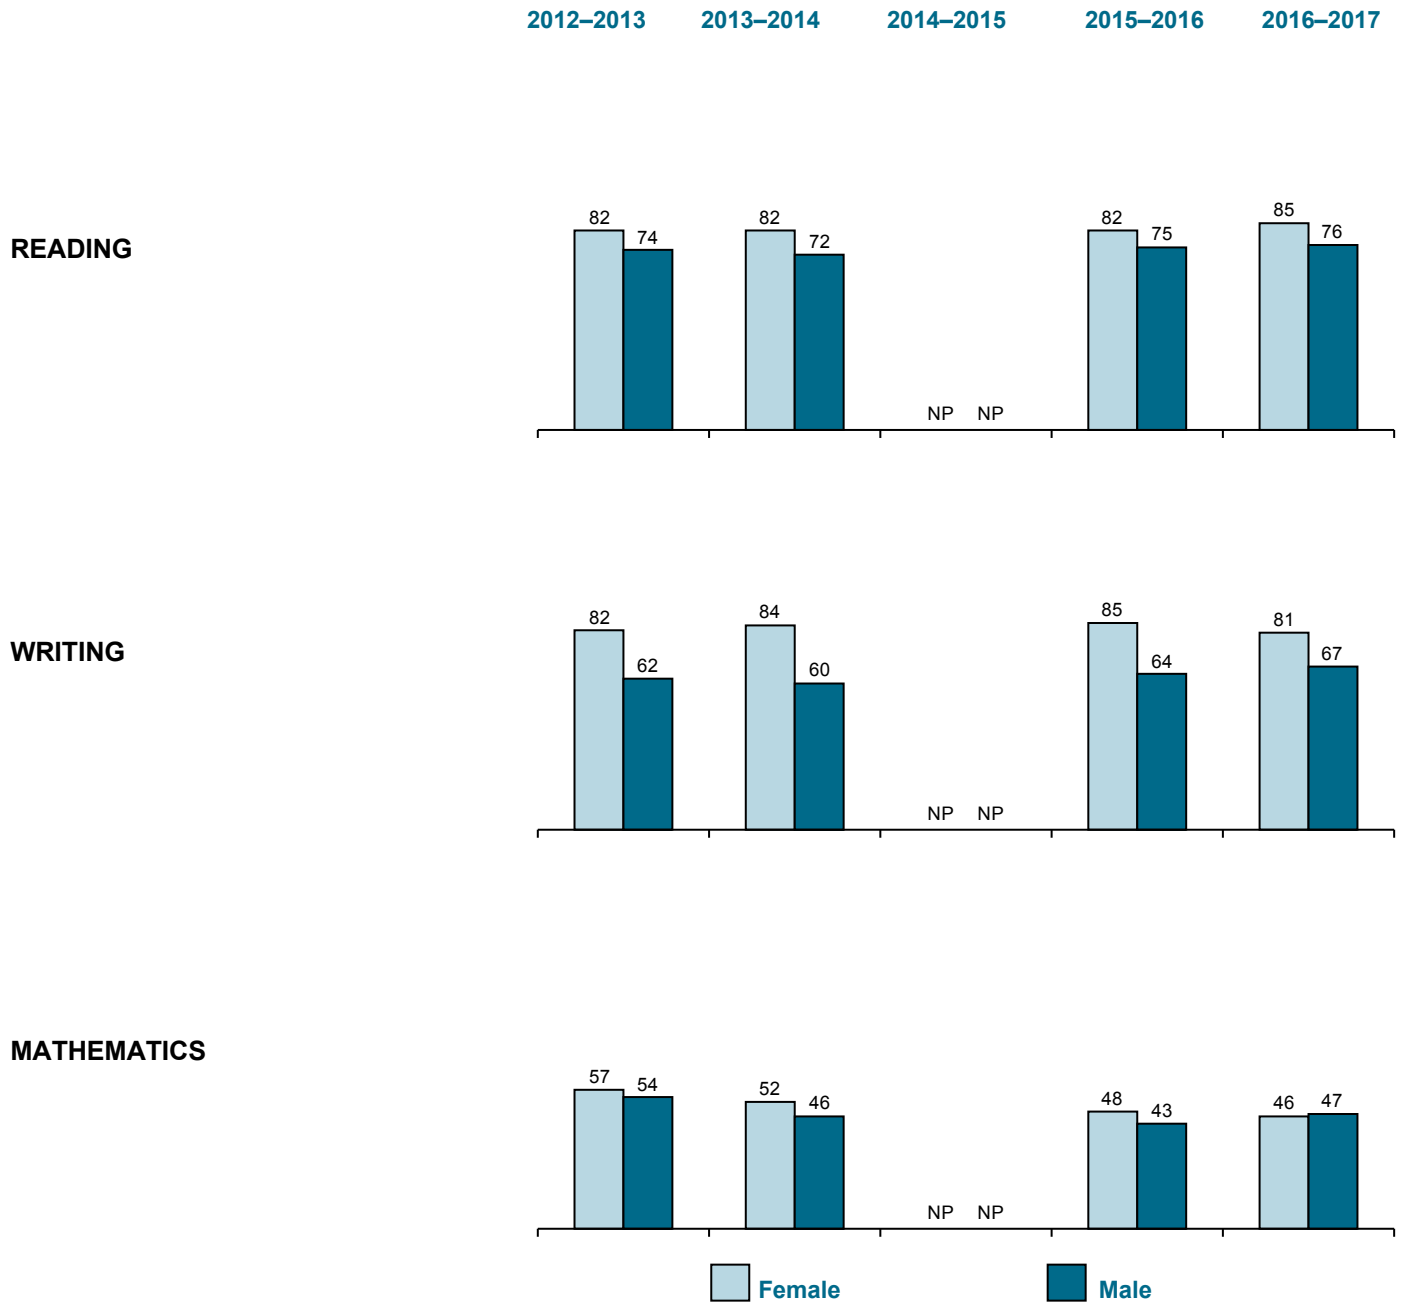 2012–2013 2013–2014 2014–2015 2015–2016 2016–2017
READING
82 74 82 72 NP NP 82 75 85 76
WRITING
82 62 84 60 NP NP 85 64 81 67
MATHEMATICS
57 54 52 46 NP NP 48 43 46 47
Female Male